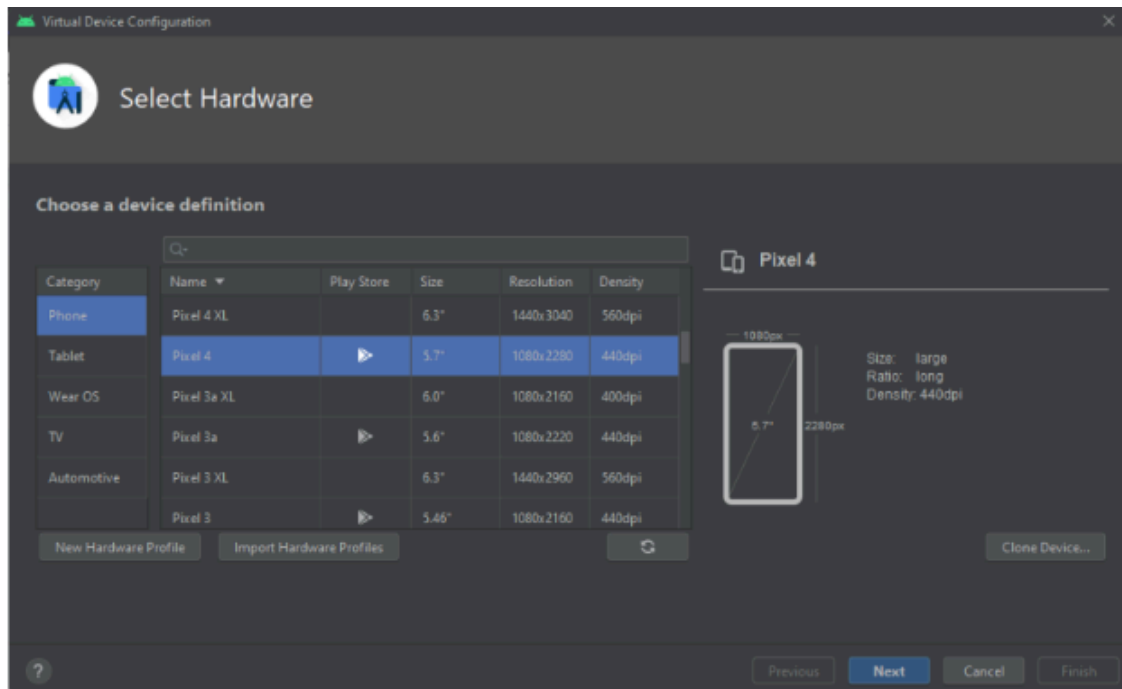 Virtual Device Configuration
Select Hardware
Choose a device definition
Category Name Play Store Size Resolution Density
Phone Pixel 4 XL 6.3" 1440x3040 560dpi
Tablet Pixel 4 5.7" 1080x2280 440dpi
Wear OS Pixel 3a XL 6.0" 1080x2160 400dpi
TV Pixel 3a 5.6" 1080x2220 440dpi
Automotive Pixel 3 XL 6.3" 1440x2960 560dpi
Pixel 3 5.46" 1080x2160 440dpi
New Hardware Profile Import Hardware Profiles
Pixel 4
1080px
5.7" 2280px
Size: large
Ratio: long
Density: 440dpi
Clone Device...
? Previous Next Cancel Finish